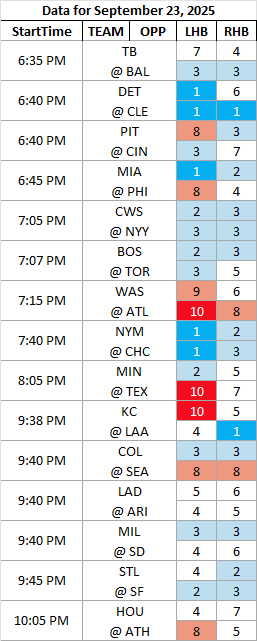 Data for September 23, 2025
StartTime TEAM OPP LHB RHB
6:35 PM
TB 7 4
@ BAL 3 3
6:40 PM
DET 1 6
@ CLE 1 1
6:40 PM
PIT 8 3
@ CIN 3 7
6:45 PM
MIA 1 2
@ PHI 8 4
7:05 PM
CWS 2 3
@ NYY 3 3
7:07 PM
BOS 2 3
@ TOR 3 5
7:15 PM
WAS 9 6
@ ATL 10 8
7:40 PM
NYM 1 2
@ CHC 1 3
8:05 PM
MIN 2 5
@ TEX 10 7
9:38 PM
KC 10 5
@ LAA 4 1
9:40 PM
COL 3 3
@ SEA 8 8
9:40 PM
LAD 5 6
@ ARI 4 5
9:40 PM
MIL 3 3
@ SD 4 6
9:45 PM
STL 4 2
@ SF 2 3
10:05 PM
HOU 4 7
@ ATH 8 5